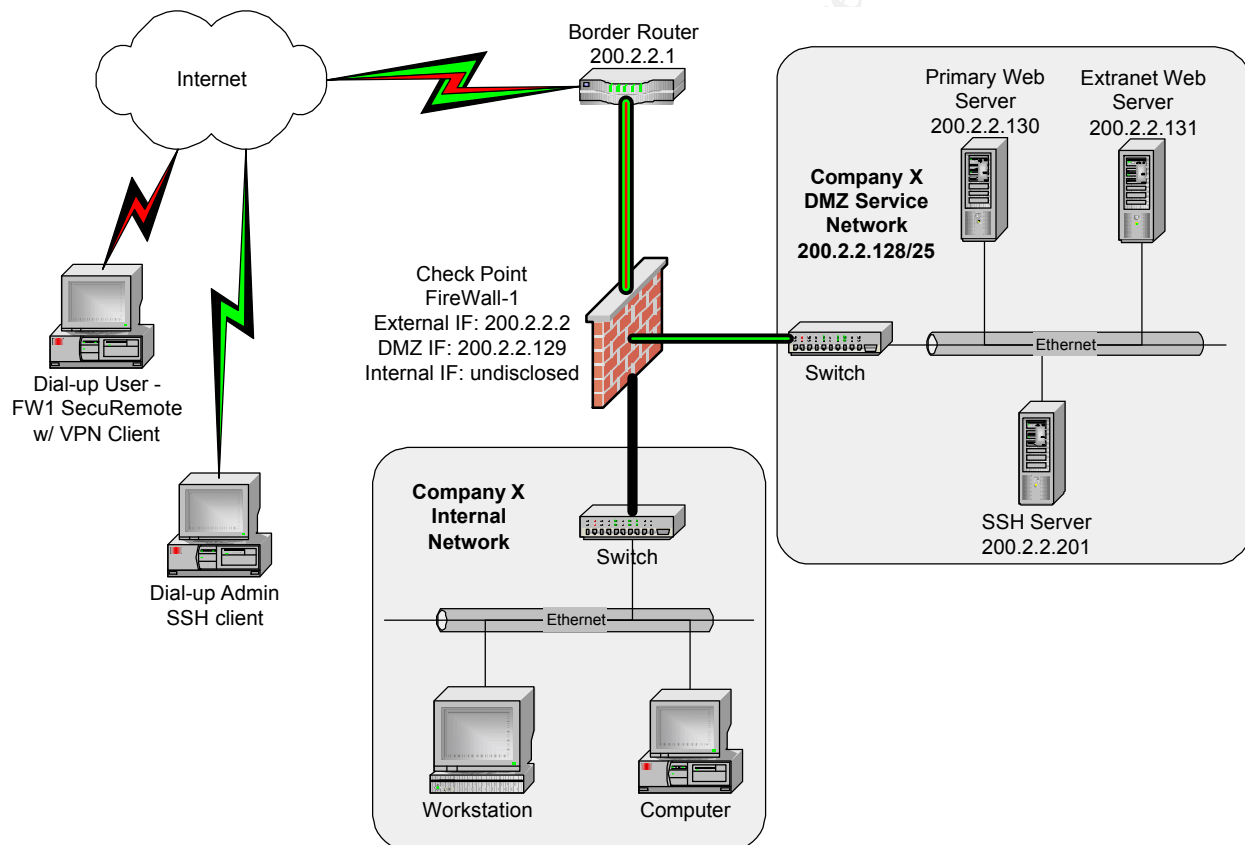 Internet
Border Router
200.2.2.1
Primary Web
Server
200.2.2.130
Extranet Web
Server
200.2.2.131
Company X
DMZ Service
Network
200.2.2.128/25
Check Point
FireWall-1
External IF: 200.2.2.2
DMZ IF: 200.2.2.129
Internal IF: undisclosed
Switch
Ethernet
SSH Server
200.2.2.201
Dial-up User -
FW1 SecuRemote
w/ VPN Client
Dial-up Admin
SSH client
Company X
Internal
Network
Switch
Ethernet
Workstation
Computer